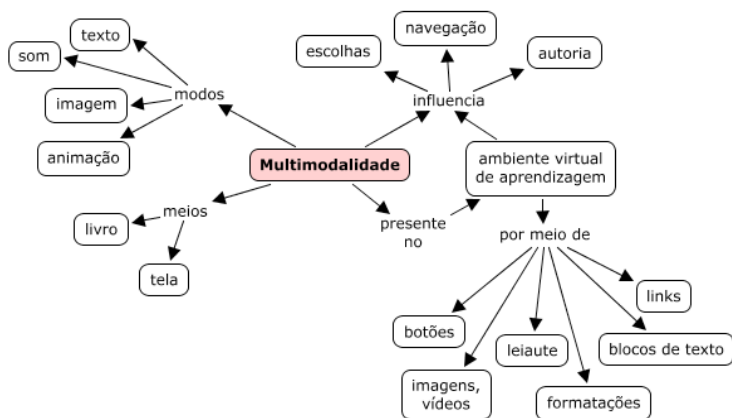 texto
som
modos
imagem
animação
escolhas
navegação
autoria
influencia
Multimodalidade
ambiente virtual
de aprendizagem
meios
livro
tela
presente
no
por meio de
botões
imagens,
vídeos
leiaute
formatações
blocos de texto
links